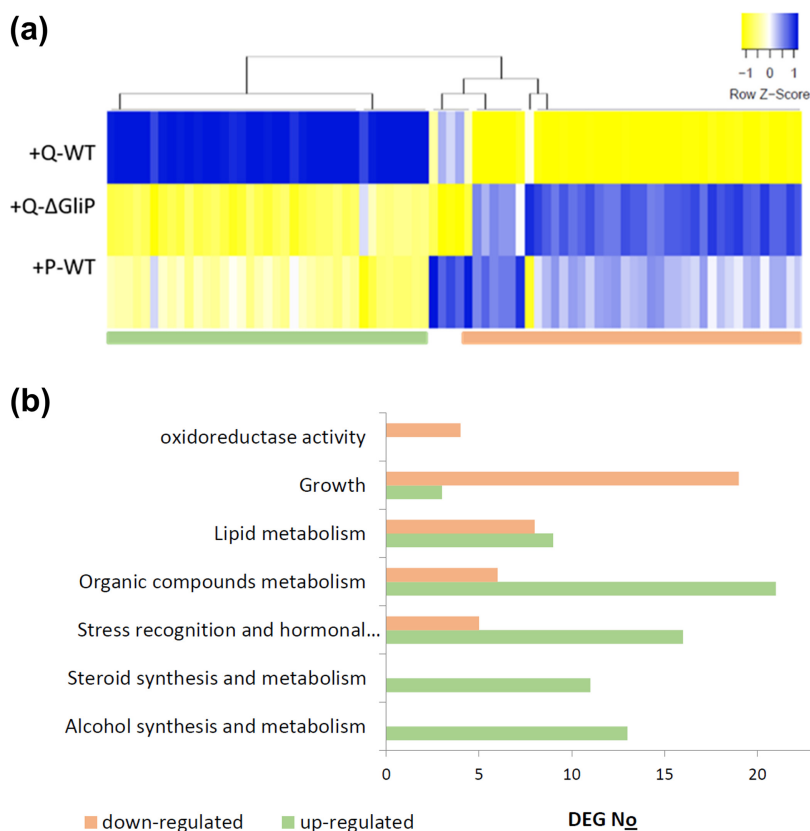 (a)
−1 0 1
Row Z-Score
+Q-WT
+Q-ΔGliP
+P-WT
(b)
oxidoreductase activity
Growth
Lipid metabolism
Organic compounds metabolism
Stress recognition and hormonal...
Steroid synthesis and metabolism
Alcohol synthesis and metabolism
0 5 10 15 20
down-regulated up-regulated DEG No